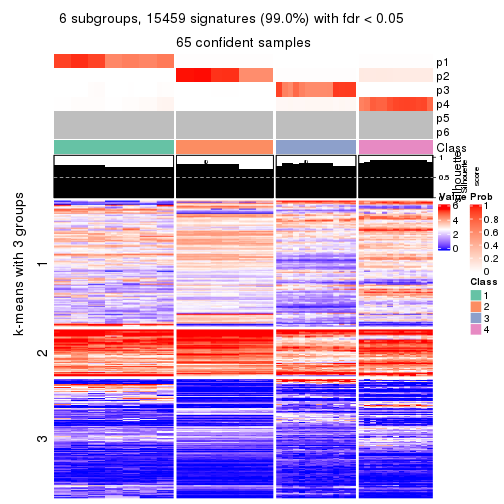 6 subgroups, 15459 signatures (99.0%) with fdr < 0.05
65 confident samples
p1
p2
p3
p4
p5
p6
Class
1
0.5
0
silhouette
score
k-means with 3 groups
1
2
3
Value
6
4
2
0
Prob
1
0.8
0.6
0.4
0.2
0
Class
1
2
3
4